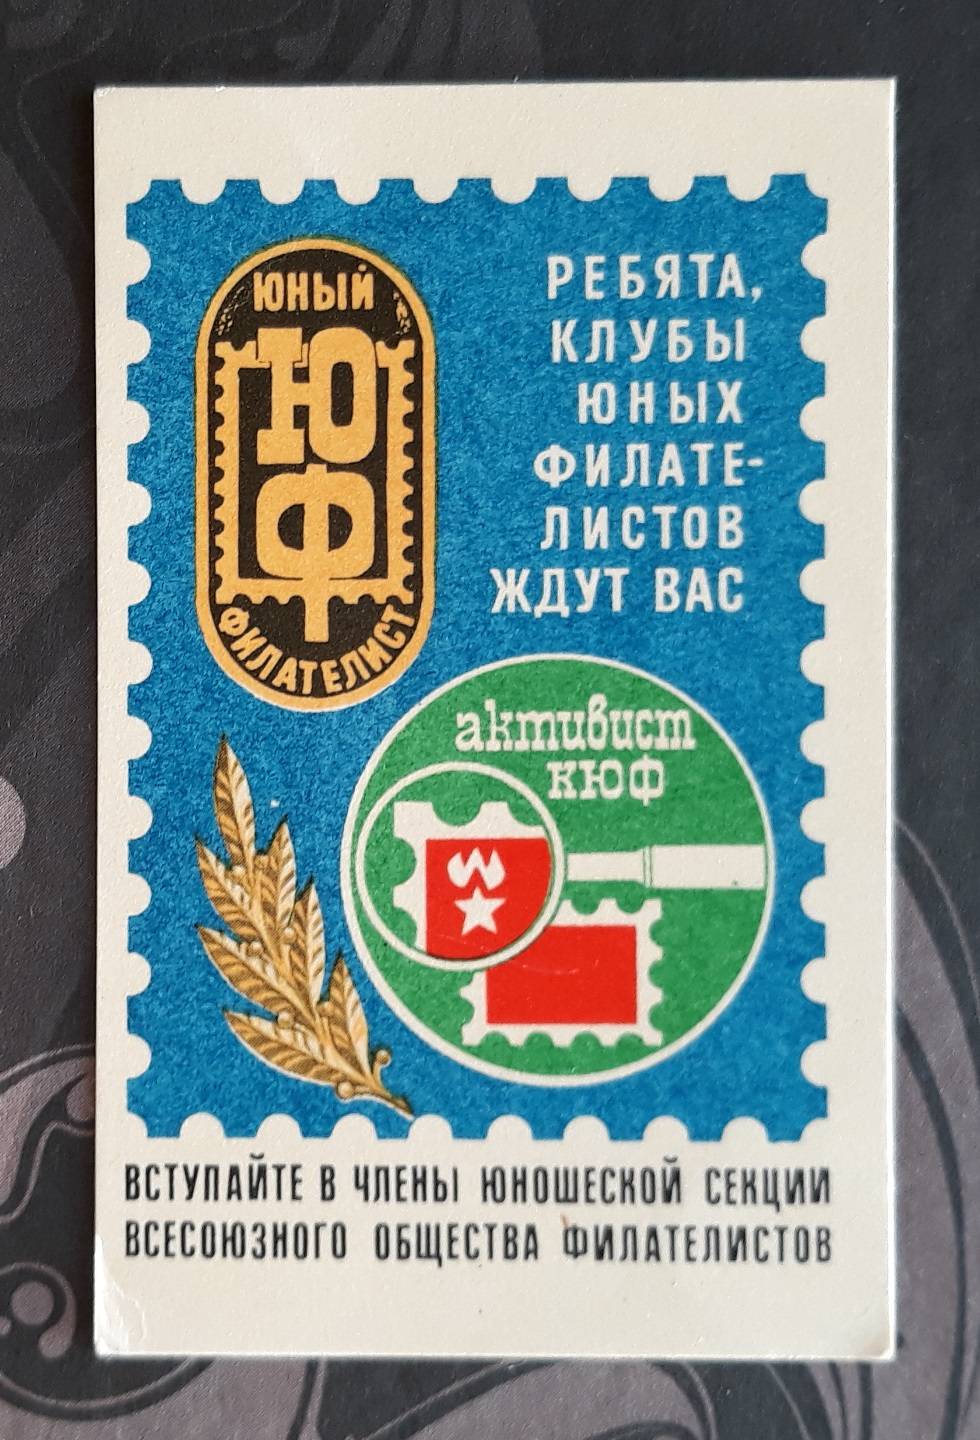 ЮНЫЙ
ЮФ
ФИЛАТЕЛИСТ
РЕБЯТА,
КЛУБЫ
ЮНЫХ
ФИЛАТЕ-
ЛИСТОВ
ЖДУТ ВАС
активист
КЮФ
ВСТУПАЙТЕ В ЧЛЕНЫ ЮНОШЕСКОЙ СЕКЦИИ
ВСЕСОЮЗНОГО ОБЩЕСТВА ФИЛАТЕЛИСТОВ